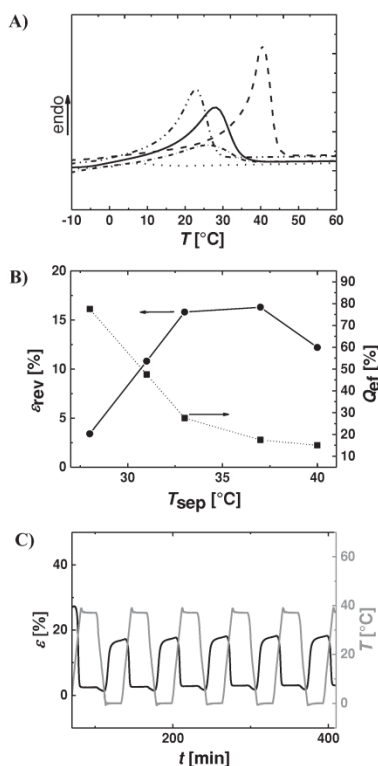 A)
endo
-10 0 10 20 30 40 50 60
T [°C]
B)
20
15
10
5
0
εrev [%]
90
80
70
60
50
40
30
20
10
Qef [%]
30 35 40
Tsep [°C]
C)
40
20
0
ε [%]
60
40
20
0
T [°C]
200 400
t [min]